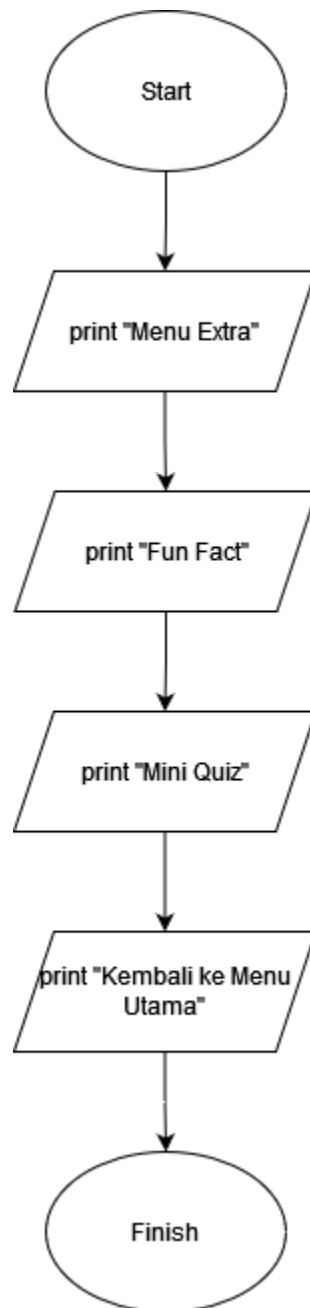 Start
print "Menu Extra"
print "Fun Fact"
print "Mini Quiz"
print "Kembali ke Menu
Utama"
Finish